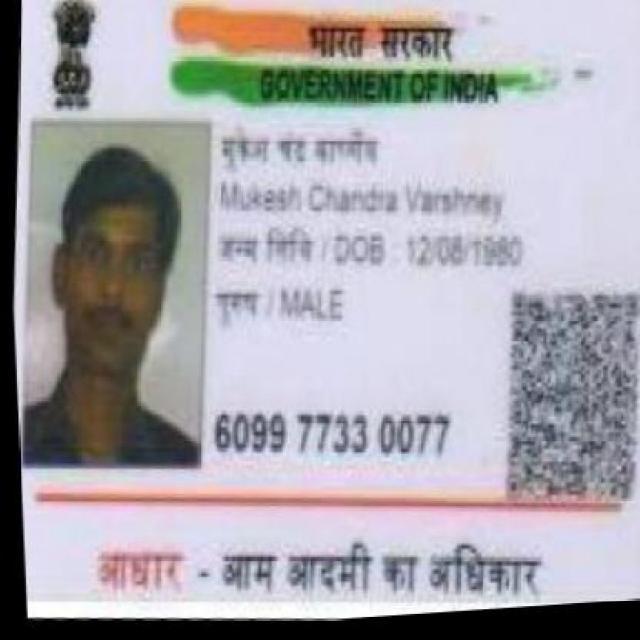 भारत सरकार
GOVERNMENT OF INDIA
मुकेश चंद
Mukesh Chandra Varshney
जन्म तिथि / DOB : 12/08/1980
पुरुष / MALE
6099 7733 0077
आधार - आम आदमी का अधिकार